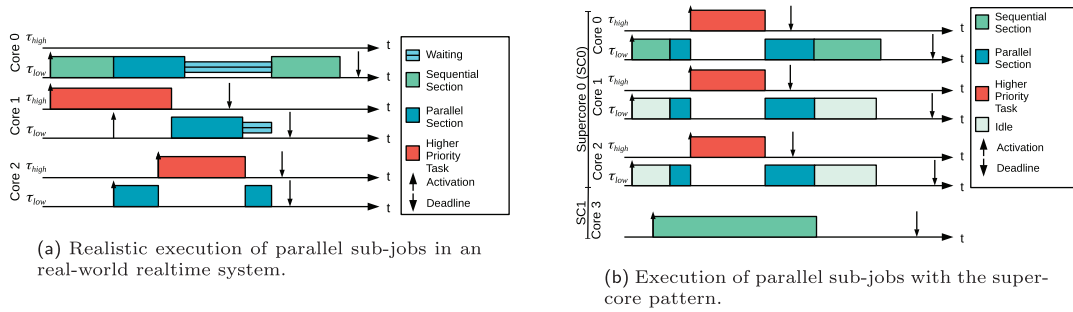 Core 0
τhigh
t
τlow
t
Core 1
τhigh
t
τlow
t
Core 2
τhigh
t
τlow
t
Waiting
Sequential
Section
Parallel
Section
Higher
Priority
Task
Activation
Deadline
(a) Realistic execution of parallel sub-jobs in an
real-world realtime system.
Supercore 0 (SC0)
Core 0
τhigh
t
τlow
t
Core 1
τhigh
t
τlow
t
Core 2
τhigh
t
τlow
t
SC1
Core 3
t
Sequential
Section
Parallel
Section
Higher
Priority
Task
Idle
Activation
Deadline
(b) Execution of parallel sub-jobs with the super-
core pattern.